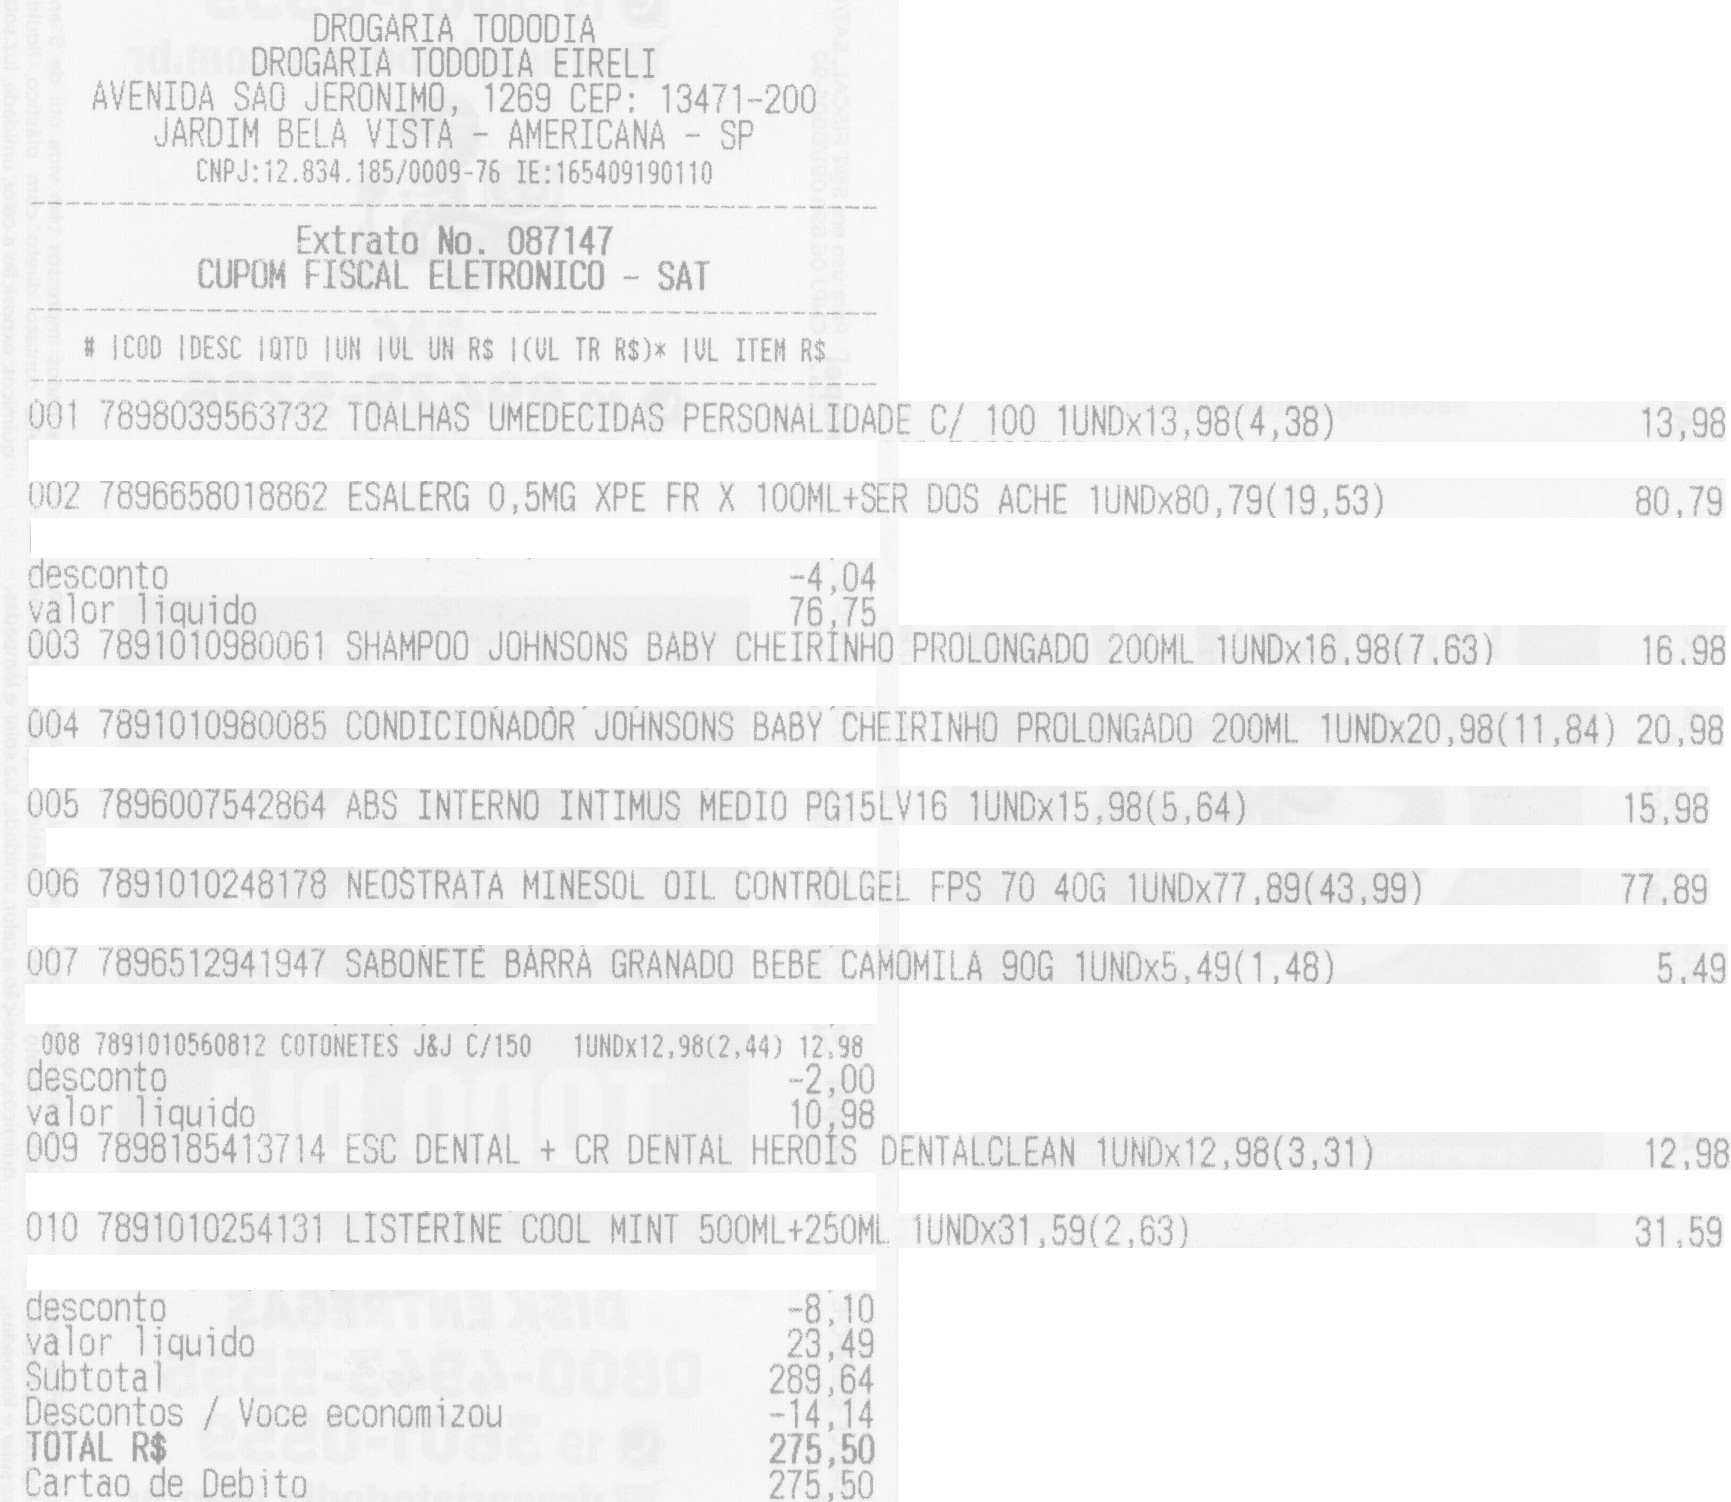 DROGARIA TODODIA
DROGARIA TODODIA EIRELI
AVENIDA SAO JERONIMO, 1269 CEP: 13471-200
JARDIM BELA VISTA - AMERICANA - SP
CNPJ:12.834.185/0009-76 IE:165409190110
Extrato No. 087147
CUPOM FISCAL ELETRONICO - SAT
# |COD |DESC |QTD |UN |VL UN R$ |(VL TR R$)* |VL ITEM R$
001 7898039563732 TOALHAS UMEDECIDAS PERSONALIDADE C/ 100 1UNDx13,98(4,38) 13,98
002 7896658018862 ESALERG 0,5MG XPE FR X 100ML+SER DOS ACHE 1UNDx80,79(19,53) 80,79
desconto -4,04
valor liquido 76,75
003 7891010980061 SHAMPOO JOHNSONS BABY CHEIRINHO PROLONGADO 200ML 1UNDx16,98(7,63) 16,98
004 7891010980085 CONDICIONADOR JOHNSONS BABY CHEIRINHO PROLONGADO 200ML 1UNDx20,98(11,84) 20,98
005 7896007542864 ABS INTERNO INTIMUS MEDIO PG15LV16 1UNDx15,98(5,64) 15,98
006 7891010248178 NEOSTRATA MINESOL OIL CONTROLGEL FPS 70 40G 1UNDx77,89(43,99) 77,89
007 7896512941947 SABONETE BARRA GRANADO BEBE CAMOMILA 90G 1UNDx5,49(1,48) 5,49
008 7891010560812 COTONETES J&J C/150 1UNDx12,98(2,44) 12,98
desconto -2,00
valor liquido 10,98
009 7898185413714 ESC DENTAL + CR DENTAL HEROIS DENTALCLEAN 1UNDx12,98(3,31) 12,98
010 7891010254131 LISTERINE COOL MINT 500ML+250ML 1UNDx31,59(2,63) 31,59
desconto -8,10
valor liquido 23,49
Subtotal 289,64
Descontos / Voce economizou -14,14
TOTAL R$ 275,50
Cartao de Debito 275,50